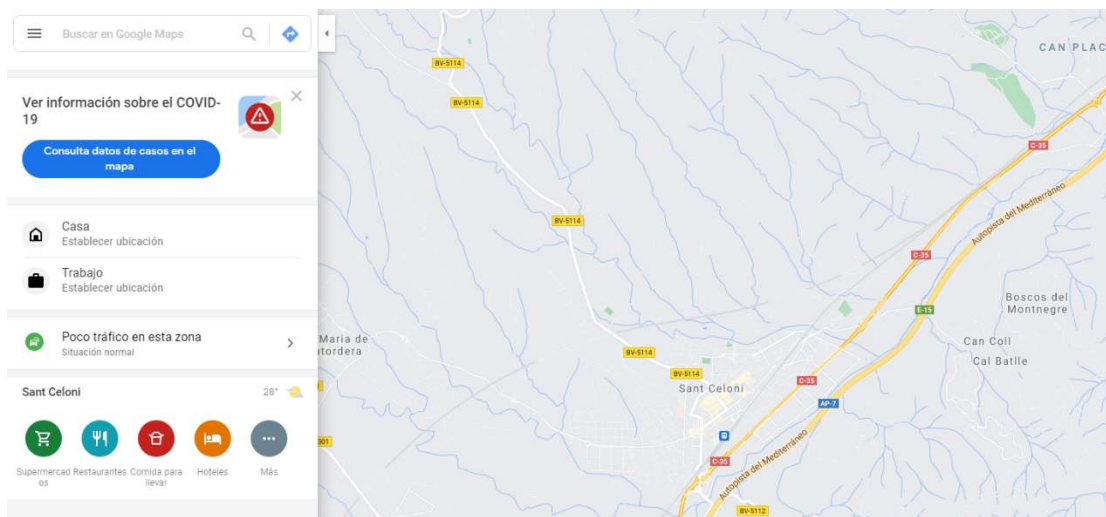 Buscar en Google Maps
Ver información sobre el COVID-
19
Consulta datos de casos en el
mapa
Casa
Establecer ubicación
Trabajo
Establecer ubicación
Poco tráfico en esta zona
Situación normal
Sant Celoni
28°
Supermercad
os
Restaurantes
Comida para
llevar
Hoteles
Más
CAN PLAC
BV-5114
BV-5114
C-35
Autopista del Mediterráneo
BV-5114
C-35
Boscos del
Montnegre
E-15
Maria de
tordera
Can Coll
Cal Batlle
BV-5114
BV-5114
C-35
Sant Celoni
AP-7
301
C-35
Autopista del Mediterráneo
BV-5112